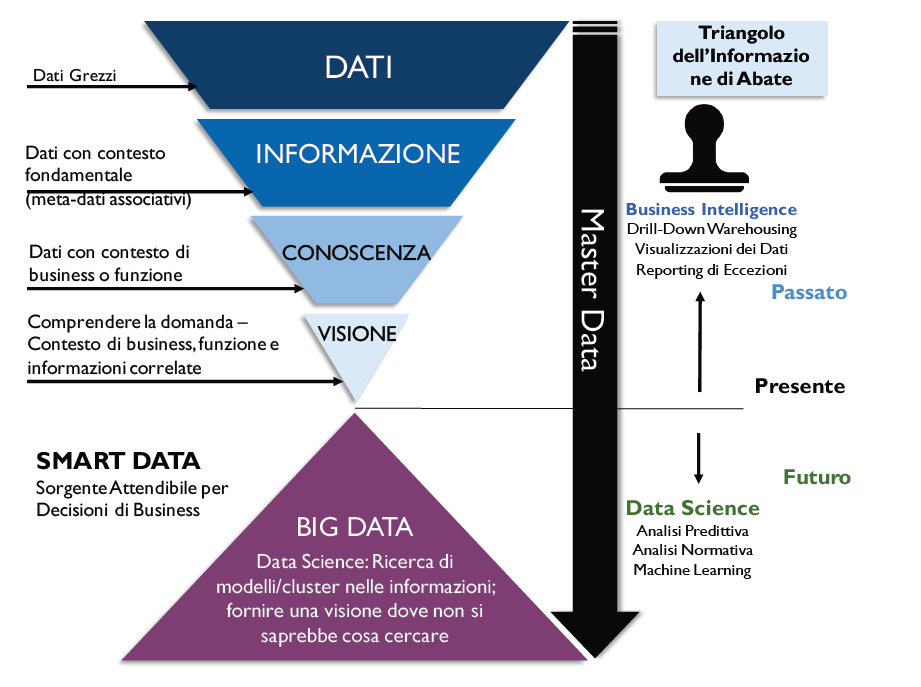 DATI
Triangolo
dell'Informazio
ne di Abate
Dati Grezzi
INFORMAZIONE
Dati con contesto
fondamentale
(meta-dati associativi)
CONOSCENZA
Dati con contesto di
business o funzione
VISIONE
Comprendere la domanda –
Contesto di business, funzione e
informazioni correlate
Master Data
Business Intelligence
Drill-Down Warehousing
Visualizzazioni dei Dati
Reporting di Eccezioni
Passato
Presente
Futuro
SMART DATA
Sorgente Attendibile per
Decisioni di Business
BIG DATA
Data Science: Ricerca di
modelli/cluster nelle informazioni;
fornire una visione dove non si
saprebbe cosa cercare
Data Science
Analisi Predittiva
Analisi Normativa
Machine Learning